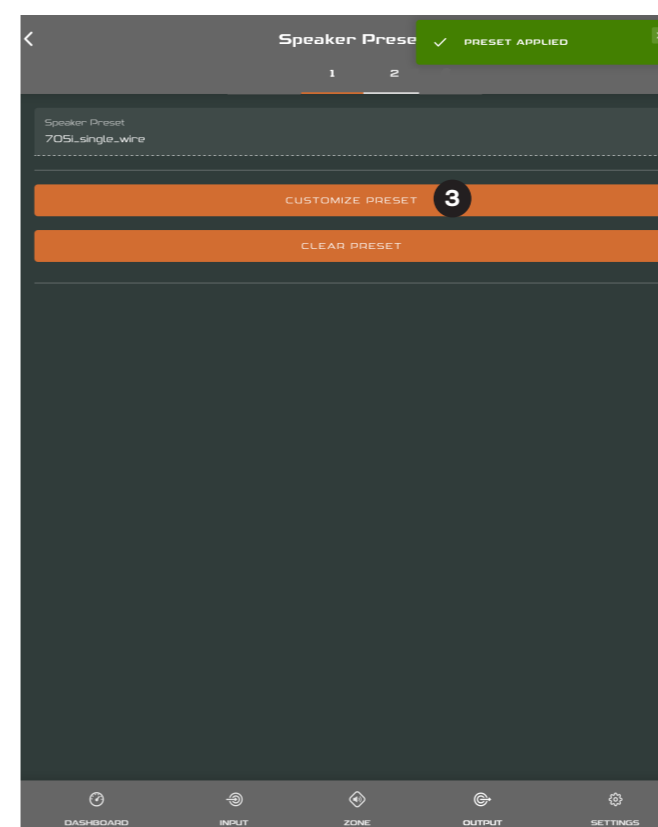 Speaker Prese
PRESET APPLIED
1 2
Speaker Preset
705i_single_wire
CUSTOMIZE PRESET 3
CLEAR PRESET
DASHBOARD INPUT ZONE OUTPUT SETTINGS